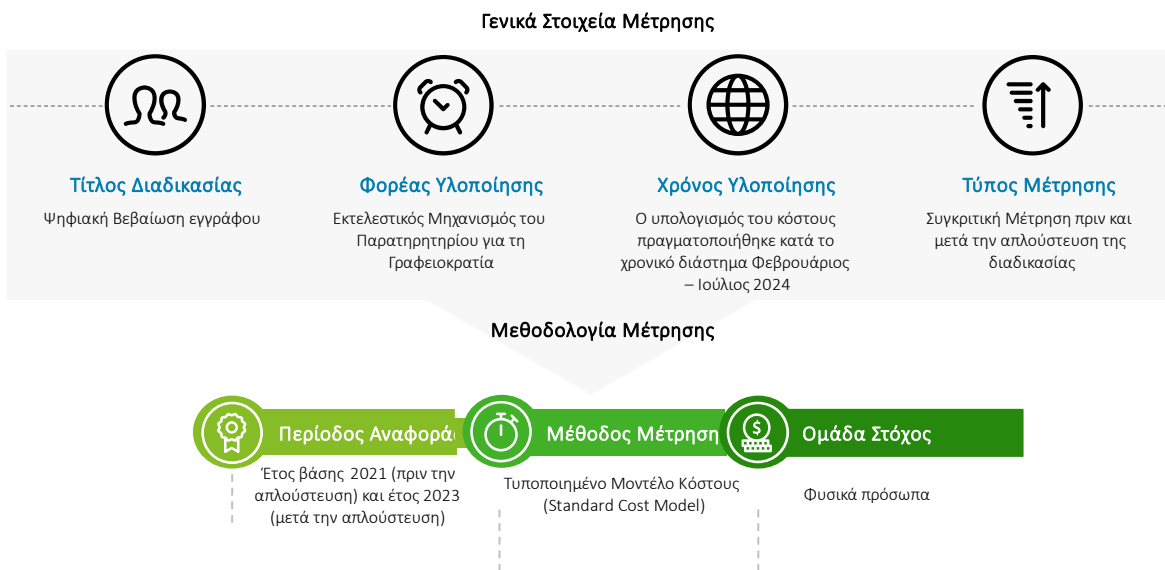 Γενικά Στοιχεία Μέτρησης
Τίτλος Διαδικασίας
Ψηφιακή Βεβαίωση εγγράφου
Φορέας Υλοποίησης
Εκτελεστικός Μηχανισμός του
Παρατηρητηρίου για τη
Γραφειοκρατία
Χρόνος Υλοποίησης
Ο υπολογισμός του κόστους
πραγματοποιήθηκε κατά το
χρονικό διάστημα Φεβρουάριος
– Ιούλιος 2024
Τύπος Μέτρησης
Συγκριτική Μέτρηση πριν και
μετά την απλούστευση της
διαδικασίας
Μεθοδολογία Μέτρησης
Περίοδος Αναφοράς
Έτος βάσης 2021 (πριν την
απλούστευση) και έτος 2023
(μετά την απλούστευση)
Μέθοδος Μέτρηση
Τυποποιημένο Μοντέλο Κόστους
(Standard Cost Model)
Ομάδα Στόχος
$
Φυσικά πρόσωπα